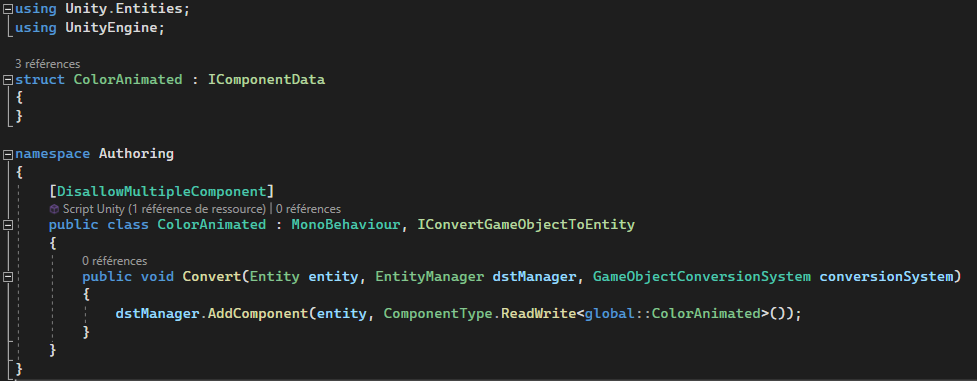 using Unity.Entities;
using UnityEngine;
3 références
struct ColorAnimated : IComponentData
{
}
namespace Authoring
{
[DisallowMultipleComponent]
Script Unity (1 référence de ressource) | 0 références
public class ColorAnimated : MonoBehaviour, IConvertGameObjectToEntity
{
0 références
public void Convert(Entity entity, EntityManager dstManager, GameObjectConversionSystem conversionSystem)
{
dstManager.AddComponent(entity, ComponentType.ReadWrite<global::ColorAnimated>());
}
}
}